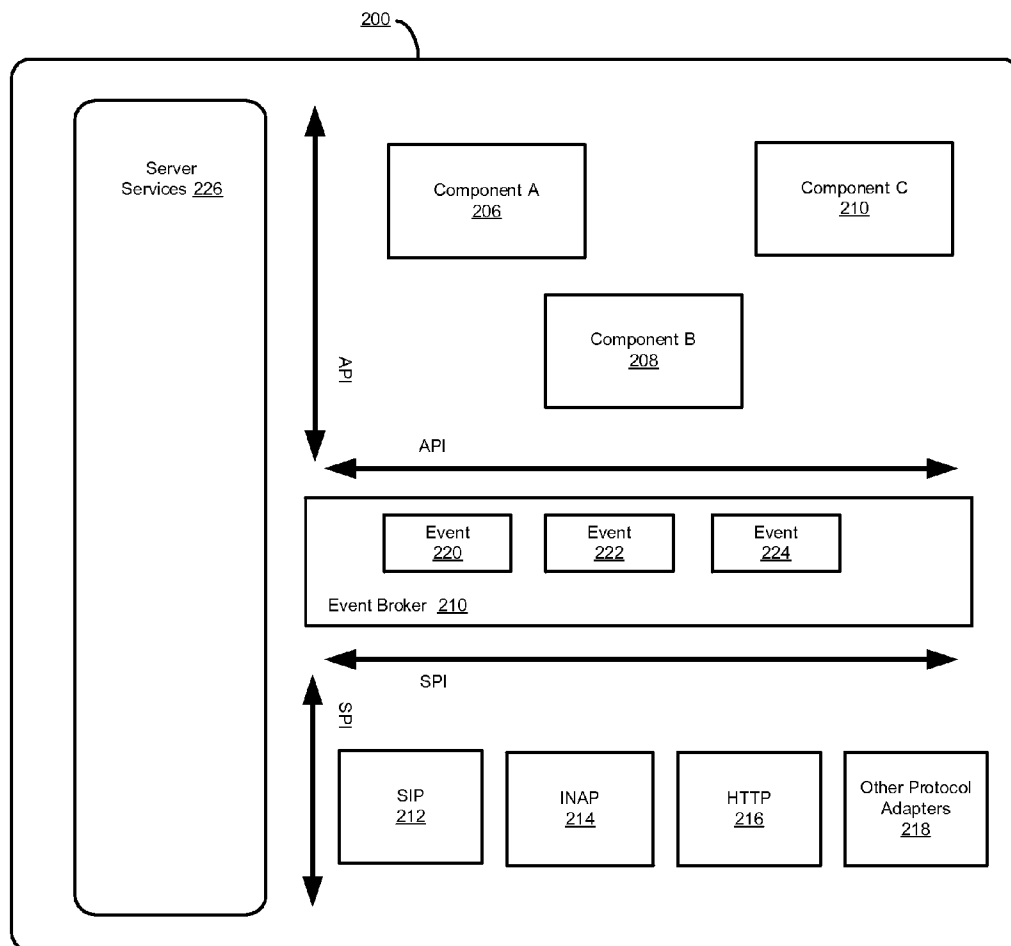 200
Server
Services 226
Component A
206
Component C
210
Component B
208
API
API
Event
220
Event
222
Event
224
Event Broker 210
SPI
SPI
SIP
212
INAP
214
HTTP
216
Other Protocol
Adapters
218